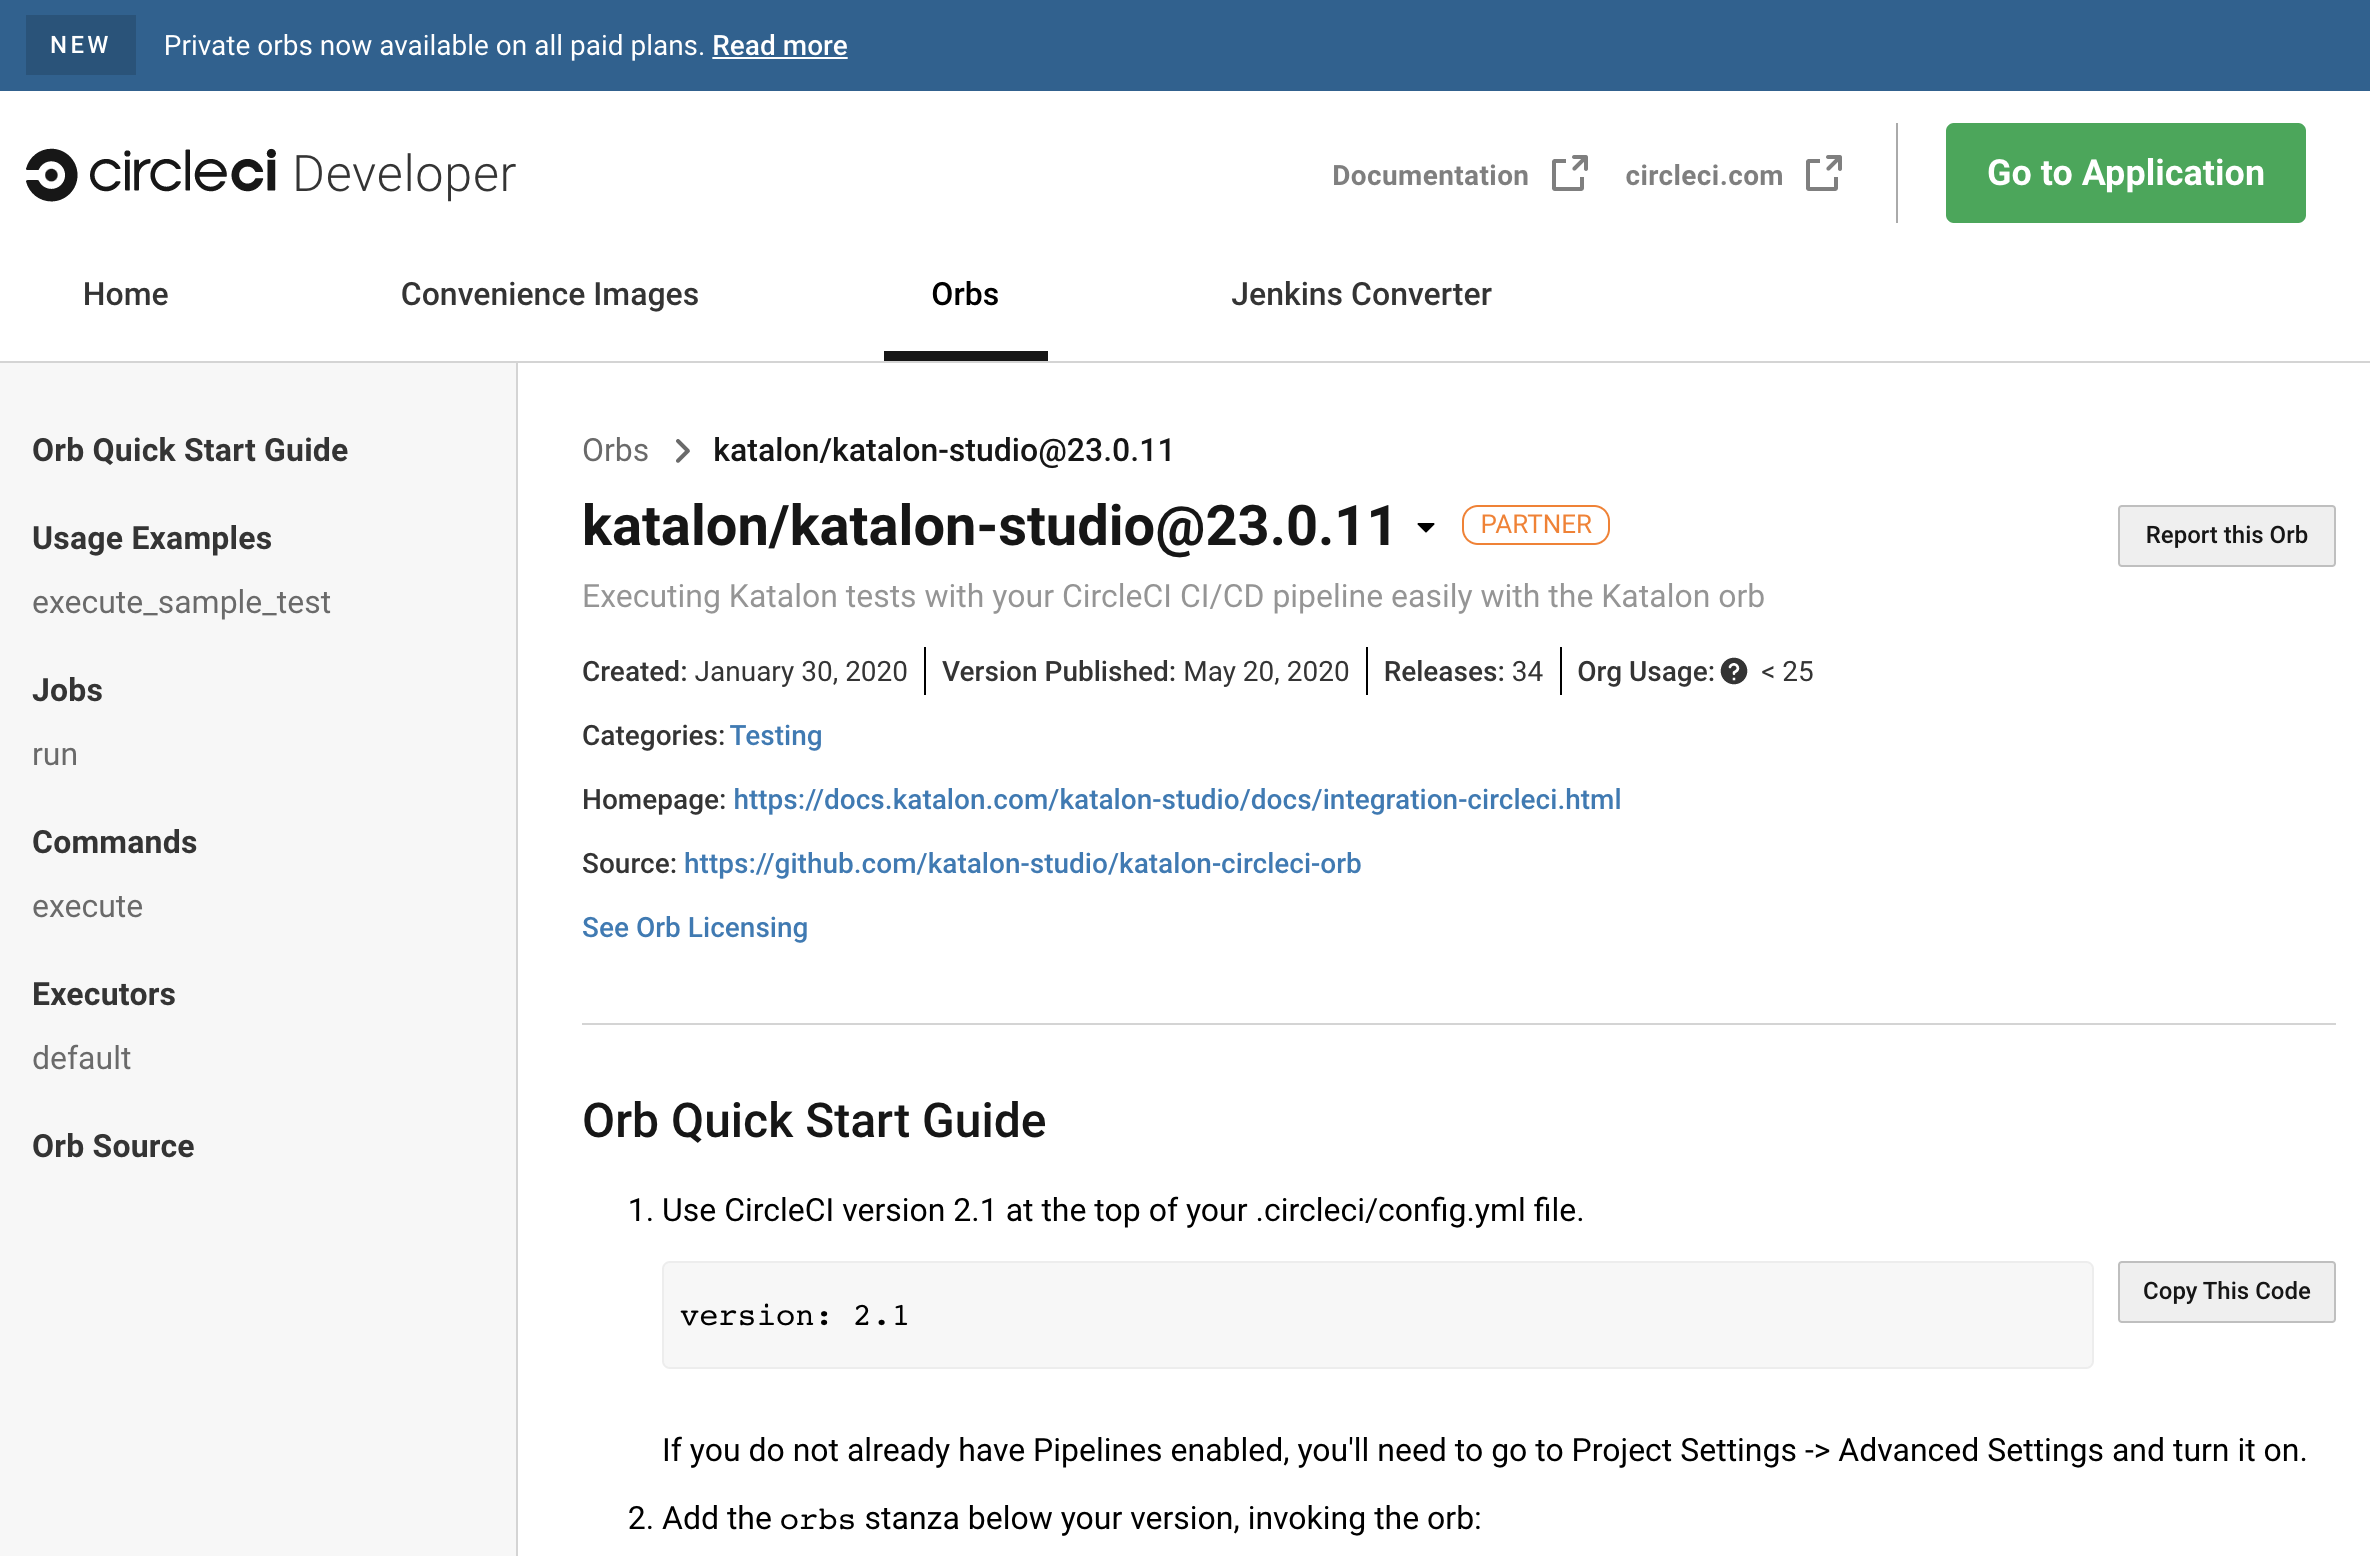 NEW Private orbs now available on all paid plans. Read more
circleci Developer
Documentation circleci.com Go to Application
Home Convenience Images Orbs Jenkins Converter
Orb Quick Start Guide
Usage Examples
execute_sample_test
Jobs
run
Commands
execute
Executors
default
Orb Source
Orbs > katalon/katalon-studio@23.0.11
katalon/katalon-studio@23.0.11 PARTNER
Report this Orb
Executing Katalon tests with your CircleCI CI/CD pipeline easily with the Katalon orb
Created: January 30, 2020 Version Published: May 20, 2020 Releases: 34 Org Usage: ? < 25
Categories: Testing
Homepage: https://docs.katalon.com/katalon-studio/docs/integration-circleci.html
Source: https://github.com/katalon-studio/katalon-circleci-orb
See Orb Licensing
Orb Quick Start Guide
1. Use CircleCI version 2.1 at the top of your .circleci/config.yml file.
version: 2.1
Copy This Code
If you do not already have Pipelines enabled, you'll need to go to Project Settings -> Advanced Settings and turn it on.
2. Add the orbs stanza below your version, invoking the orb: